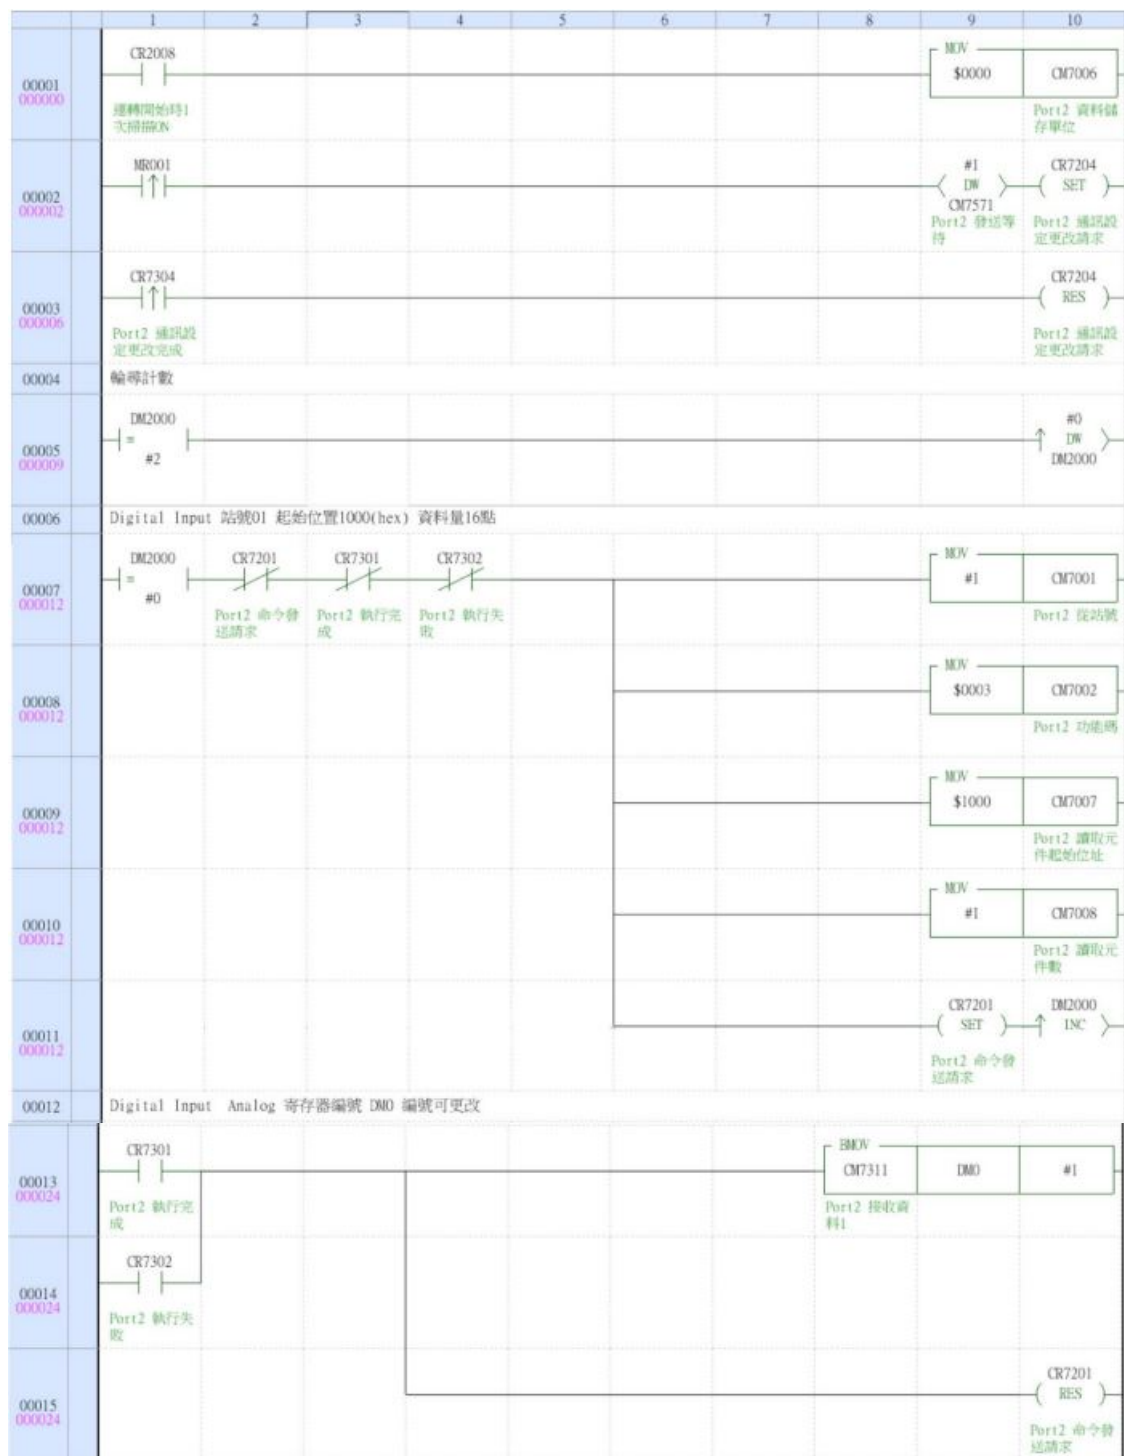 1 2 3 4 5 6 7 8 9 10
00001
000000
CR2008
運轉開始時1
次掃描ON
MOV
$0000 CM7006
Port2 資料儲
存單位
00002
000002
MR001
#1
DW
CM7571
Port2 發送等
待
CR7204
SET
Port2 通訊設
定更改請求
00003
000006
CR7304
Port2 通訊設
定更改完成
CR7204
RES
Port2 通訊設
定更改請求
00004 輪尋計數
00005
000009
DM2000
=
#2
#0
DW
DM2000
00006 Digital Input 站號01 起始位置1000(hex) 資料量16點
00007
000012
DM2000
=
#0
CR7201
Port2 命令發
送請求
CR7301
Port2 執行完
成
CR7302
Port2 執行失
敗
MOV
#1 CM7001
Port2 從站號
00008
000012
MOV
$0003 CM7002
Port2 功能碼
00009
000012
MOV
$1000 CM7007
Port2 讀取元
件起始位址
00010
000012
MOV
#1 CM7008
Port2 讀取元
件數
00011
000012
CR7201
SET
Port2 命令發
送請求
DM2000
INC
00012 Digital Input Analog 寄存器編號 DM0 編號可更改
00013
000024
CR7301
Port2 執行完
成
BMOV
CM7311 DM0 #1
Port2 接收資
料1
00014
000024
CR7302
Port2 執行失
敗
00015
000024
CR7201
RES
Port2 命令發
送請求